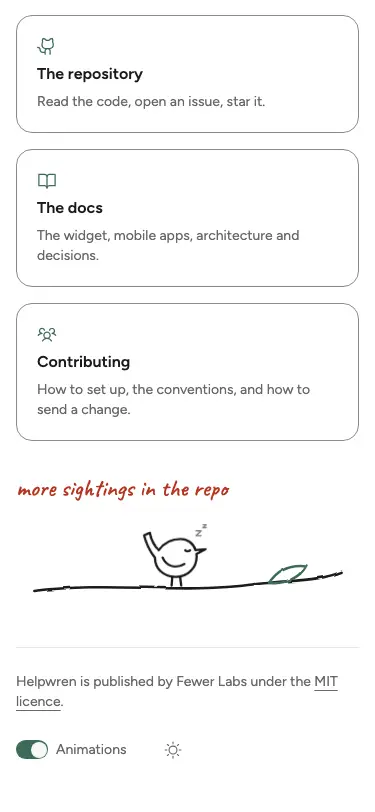 The repository
Read the code, open an issue, star it.
The docs
The widget, mobile apps, architecture and
decisions.
Contributing
How to set up, the conventions, and how to
send a change.
more sightings in the repo
z z
Helpwren is published by Fewer Labs under the MIT
licence.
Animations